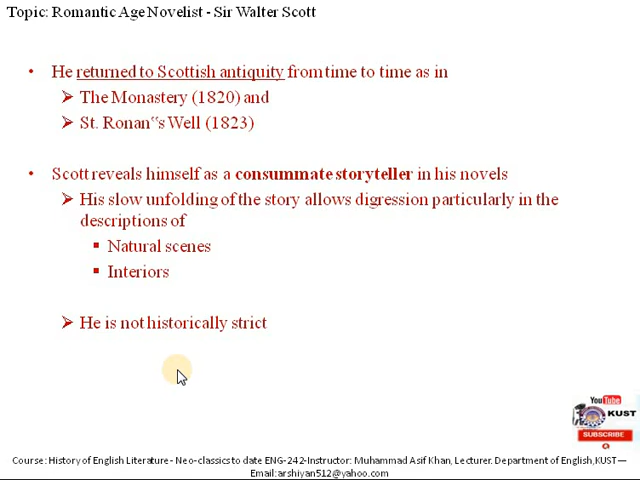 Topic: Romantic Age Novelist - Sir Walter Scott
• He returned to Scottish antiquity from time to time as in
➢ The Monastery (1820) and
➢ St. Ronan‟s Well (1823)
• Scott reveals himself as a consummate storyteller in his novels
➢ His slow unfolding of the story allows digression particularly in the
descriptions of
▪ Natural scenes
▪ Interiors
➢ He is not historically strict
YouTube
KUST
SUBSCRIBE
Course: History of English Literature - Neo-classics to date ENG-242-Instructor: Muhammad Asif Khan, Lecturer. Department of English,KUST—
Email:arshiyan512@yahoo.com